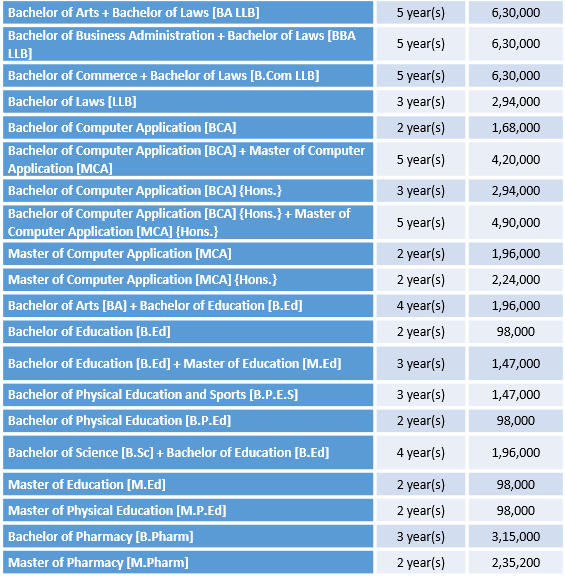 Bachelor of Arts + Bachelor of Laws [BA LLB] 5 year(s) 6,30,000
Bachelor of Business Administration + Bachelor of Laws [BBA
LLB] 5 year(s) 6,30,000
Bachelor of Commerce + Bachelor of Laws [B.Com LLB] 5 year(s) 6,30,000
Bachelor of Laws [LLB] 3 year(s) 2,94,000
Bachelor of Computer Application [BCA] 2 year(s) 1,68,000
Bachelor of Computer Application [BCA] + Master of Computer
Application [MCA] 5 year(s) 4,20,000
Bachelor of Computer Application [BCA] {Hons.} 3 year(s) 2,94,000
Bachelor of Computer Application [BCA] {Hons.} + Master of
Computer Application [MCA] {Hons.} 5 year(s) 4,90,000
Master of Computer Application [MCA] 2 year(s) 1,96,000
Master of Computer Application [MCA] {Hons.} 2 year(s) 2,24,000
Bachelor of Arts [BA] + Bachelor of Education [B.Ed] 4 year(s) 1,96,000
Bachelor of Education [B.Ed] 2 year(s) 98,000
Bachelor of Education [B.Ed] + Master of Education [M.Ed] 3 year(s) 1,47,000
Bachelor of Physical Education and Sports [B.P.E.S] 3 year(s) 1,47,000
Bachelor of Physical Education [B.P.Ed] 2 year(s) 98,000
Bachelor of Science [B.Sc] + Bachelor of Education [B.Ed] 4 year(s) 1,96,000
Master of Education [M.Ed] 2 year(s) 98,000
Master of Physical Education [M.P.Ed] 2 year(s) 98,000
Bachelor of Pharmacy [B.Pharm] 3 year(s) 3,15,000
Master of Pharmacy [M.Pharm] 2 year(s) 2,35,200